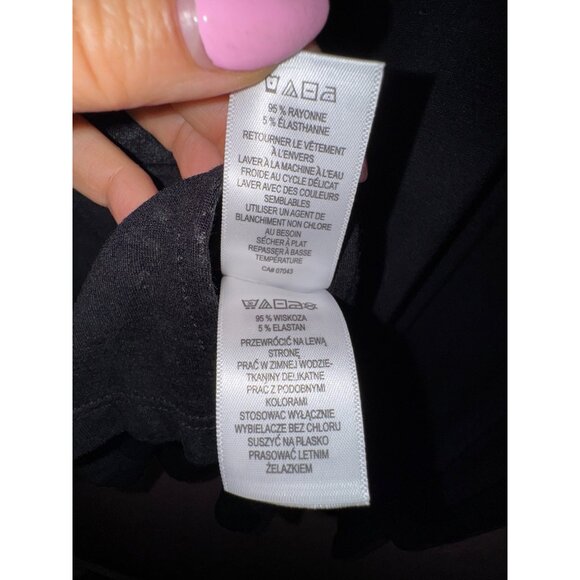 95 % RAYONNE
5 % ÉLASTHANNE
RETOURNER LE VÊTEMENT
À L'ENVERS
LAVER À LA MACHINE À L'EAU
FROIDE AU CYCLE DÉLICAT
LAVER AVEC DES COULEURS
SEMBLABLES
UTILISER UN AGENT DE
BLANCHIMENT NON CHLORE
AU BESOIN
SÉCHER À PLAT
REPASSER À BASSE
TEMPÉRATURE
CA# 07043
95 % WISKOZA
5 % ELASTAN
PRZEWRÓCIĆ NA LEWĄ
STRONĘ
PRAĆ W ZIMNEJ WODZIE-
TKANINY DELIKATNE
PRAĆ Z PODOBNYMI
KOLORAMI
STOSOWAĆ WYŁĄCZNIE
WYBIELACZE BEZ CHLORU
SUSZYĆ NA PŁASKO
PRASOWAĆ LETNIM
ŻELAZKIEM